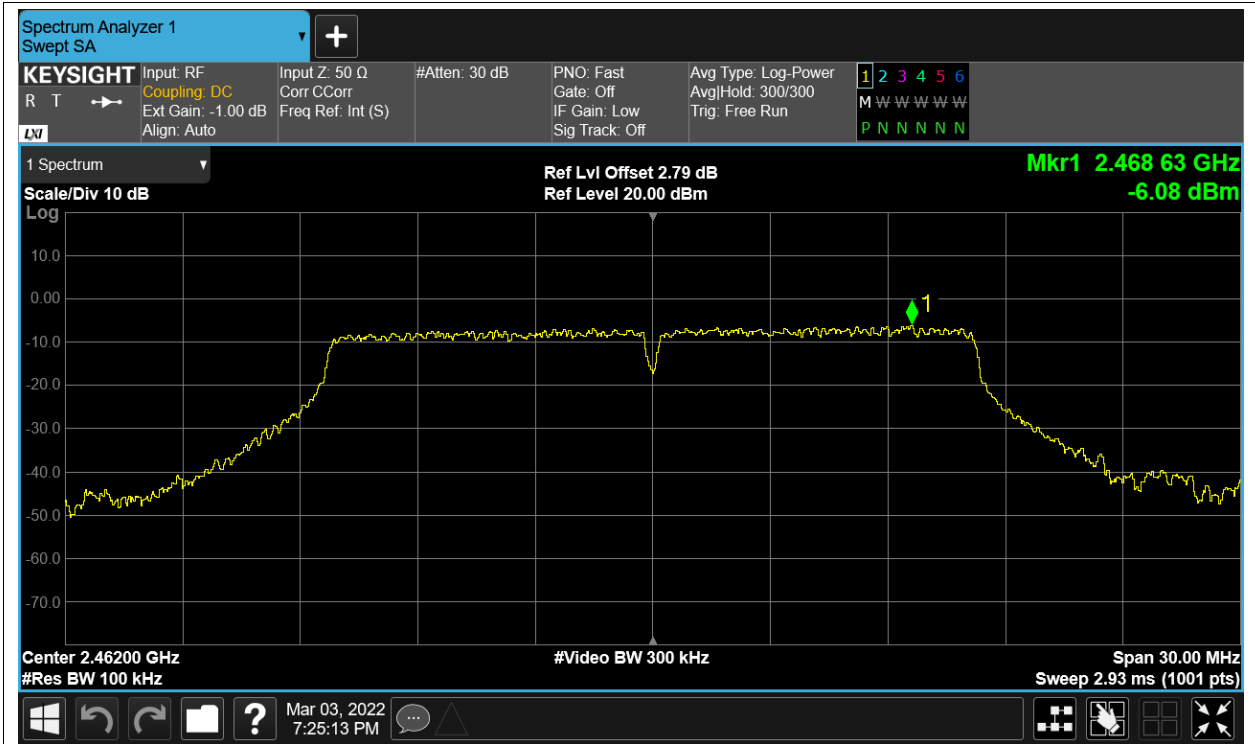 Spectrum Analyzer 1
Swept SA
KEYSIGHT
R T
LXI
Input: RF
Coupling: DC
Ext Gain: -1.00 dB
Align: Auto
Input Z: 50 Ω
Corr CCorr
Freq Ref: Int (S)
#Atten: 30 dB
PNO: Fast
Gate: Off
IF Gain: Low
Sig Track: Off
Avg Type: Log-Power
Avg|Hold: 300/300
Trig: Free Run
1 2 3 4 5 6
M W W W W W
P N N N N N
1 Spectrum
Scale/Div 10 dB
Log
Ref Lvl Offset 2.79 dB
Ref Level 20.00 dBm
Mkr1 2.468 63 GHz
-6.08 dBm
10.0
0.00
-10.0
-20.0
-30.0
-40.0
-50.0
-60.0
-70.0
1
Center 2.46200 GHz
#Res BW 100 kHz
#Video BW 300 kHz
Span 30.00 MHz
Sweep 2.93 ms (1001 pts)
?
Mar 03, 2022
7:25:13 PM